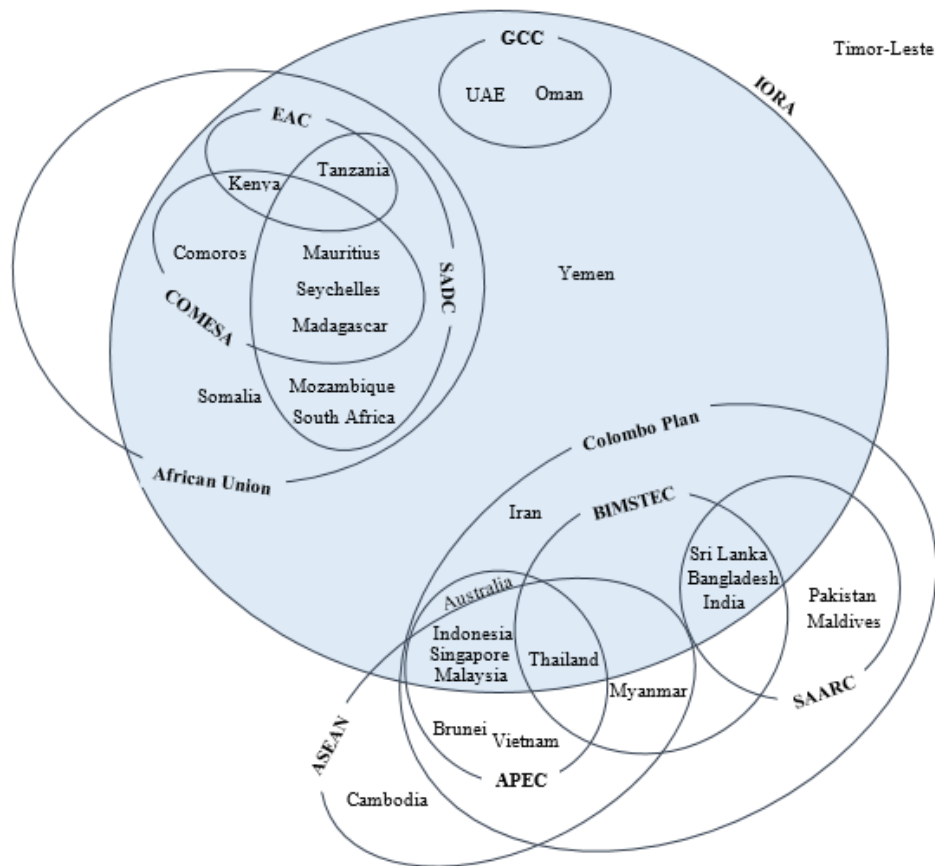 GCC
Timor-Leste
UAE Oman
IORA
EAC
Tanzania
Kenya
Comoros
Mauritius
Seychelles
Madagascar
SADC
COMESA
Yemen
Somalia
Mozambique
South Africa
African Union
Colombo Plan
Iran
BIMSTEC
Sri Lanka
Bangladesh
India
Pakistan
Maldives
SAARC
Australia
Indonesia
Singapore
Malaysia
Thailand
Myanmar
Brunei Vietnam
ASEAN
APEC
Cambodia